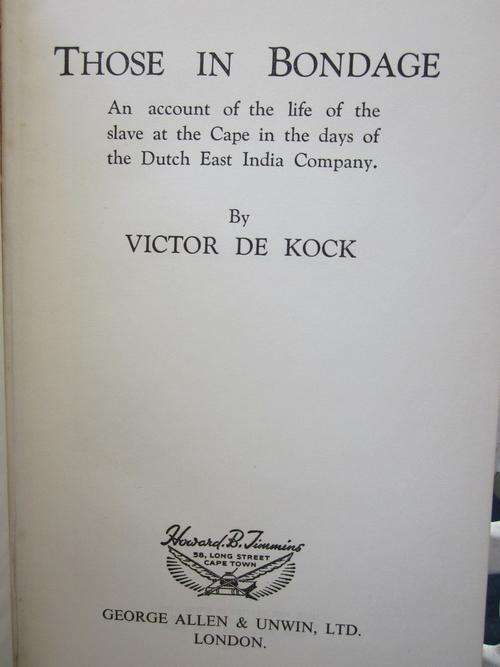 THOSE IN BONDAGE
An account of the life of the
slave at the Cape in the days of
the Dutch East India Company.
By
VICTOR DE KOCK
Howard. B. Timmins
58, LONG STREET
CAPE TOWN
GEORGE ALLEN & UNWIN, LTD.
LONDON.